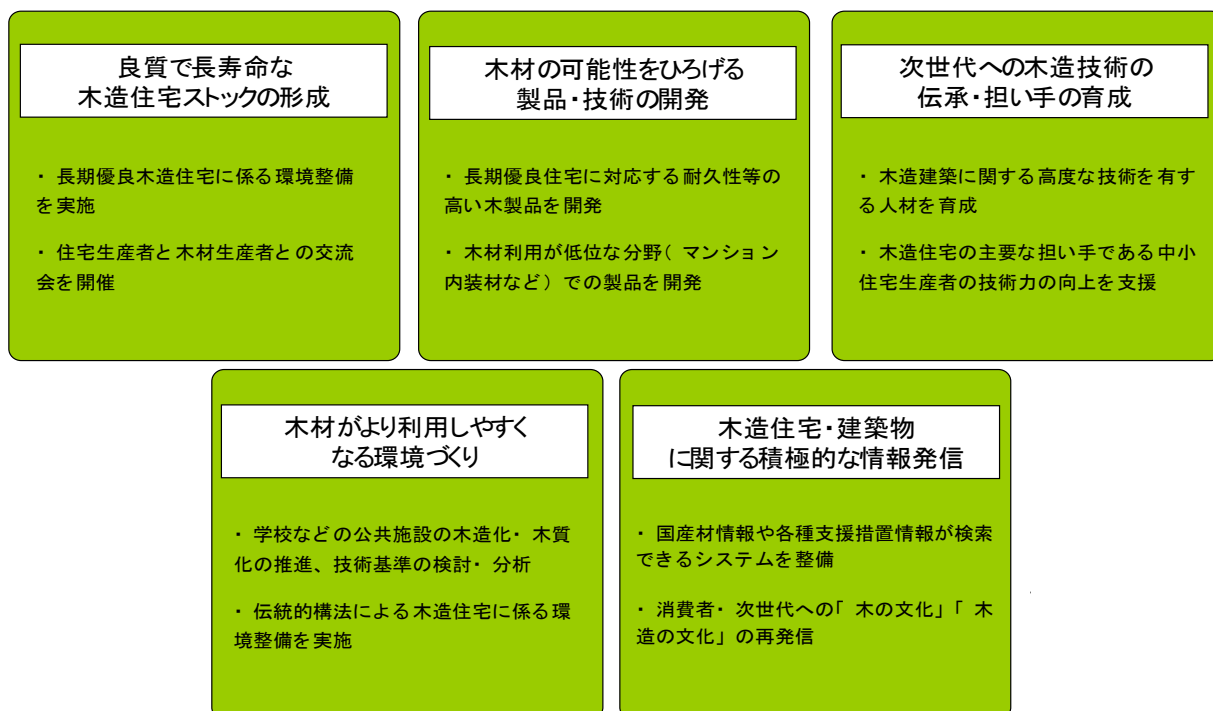 良質で長寿命な
木造住宅ストックの形成
・ 長期優良木造住宅に係る環境整備
を実施
・ 住宅生産者と木材生産者との交流
会を開催
木材の可能性をひろげる
製品・技術の開発
・ 長期優良住宅に対応する耐久性等の
高い木製品を開発
・ 木材利用が低位な分野( マンション
内装材など) での製品を開発
次世代への木造技術の
伝承・担い手の育成
・ 木造建築に関する高度な技術を有す
る人材を育成
・ 木造住宅の主要な担い手である中小
住宅生産者の技術力の向上を支援
木材がより利用しやすく
なる環境づくり
・ 学校などの公共施設の木造化・ 木質
化の推進、技術基準の検討・ 分析
・ 伝統的構法による木造住宅に係る環
境整備を実施
木造住宅・建築物
に関する積極的な情報発信
・ 国産材情報や各種支援措置情報が検索
できるシステムを整備
・ 消費者・ 次世代への「 木の文化」「 木
造の文化」 の再発信